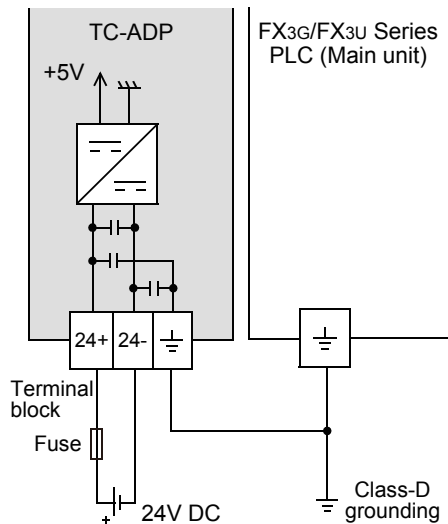 TC-ADP
FX3G/FX3U Series
PLC (Main unit)
+5V
24+
24-
Terminal
block
Fuse
+
24V DC
Class-D
grounding